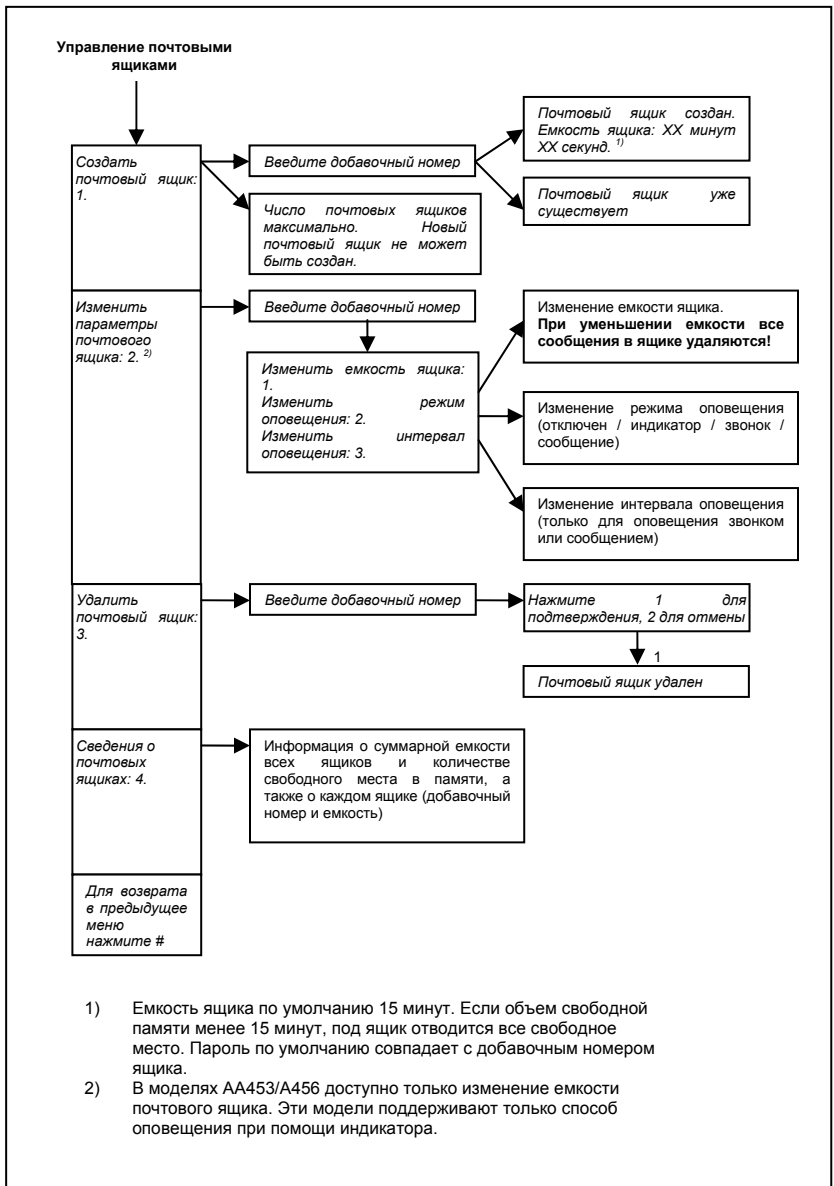 Управление почтовыми
ящиками
Создать
почтовый ящик:
1.
Введите добавочный номер
Почтовый ящик создан.
Емкость ящика: XX минут
XX секунд. 1)
Почтовый ящик уже
существует
Число почтовых ящиков
максимально. Новый
почтовый ящик не может
быть создан.
Изменить
параметры
почтового
ящика: 2. 2)
Введите добавочный номер
Изменить емкость ящика:
1.
Изменить режим
оповещения: 2.
Изменить интервал
оповещения: 3.
Изменение емкости ящика.
При уменьшении емкости все
сообщения в ящике удаляются!
Изменение режима оповещения
(отключен / индикатор / звонок /
сообщение)
Изменение интервала оповещения
(только для оповещения звонком
или сообщением)
Удалить
почтовый ящик:
3.
Введите добавочный номер
Нажмите 1 для
подтверждения, 2 для отмены
1
Почтовый ящик удален
Сведения о
почтовых
ящиках: 4.
Информация о суммарной емкости
всех ящиков и количестве
свободного места в памяти, а
также о каждом ящике (добавочный
номер и емкость)
Для возврата
в предыдущее
меню
нажмите #
1) Емкость ящика по умолчанию 15 минут. Если объем свободной
памяти менее 15 минут, под ящик отводится все свободное
место. Пароль по умолчанию совпадает с добавочным номером
ящика.
2) В моделях AA453/A456 доступно только изменение емкости
почтового ящика. Эти модели поддерживают только способ
оповещения при помощи индикатора.